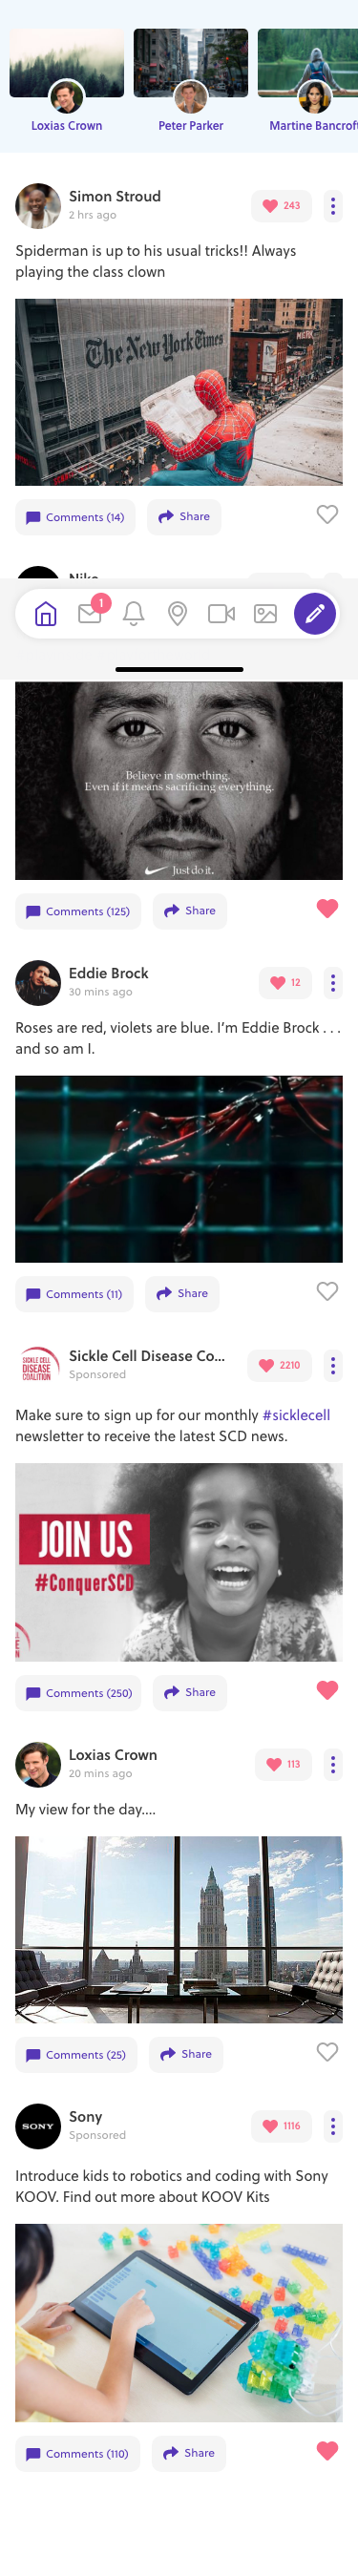 Loxias Crown
Peter Parker
Martine Bancroft
Simon Stroud
2 hrs ago
243
Spiderman is up to his usual tricks!! Always
playing the class clown
The New York Times
Comments (14)
Share
Nike
1
Believe in something.
Even if it means sacrificing everything.
Just do it.
Comments (125)
Share
Eddie Brock
30 mins ago
12
Roses are red, violets are blue. I’m Eddie Brock . . .
and so am I.
Comments (11)
Share
SICKLE CELL
DISEASE
COALITION
Sickle Cell Disease Co...
Sponsored
2210
Make sure to sign up for our monthly #sicklecell
newsletter to receive the latest SCD news.
JOIN US
#ConquerSCD
Comments (250)
Share
Loxias Crown
20 mins ago
113
My view for the day....
Comments (25)
Share
SONY
Sony
Sponsored
1116
Introduce kids to robotics and coding with Sony
KOOV. Find out more about KOOV Kits
Comments (110)
Share